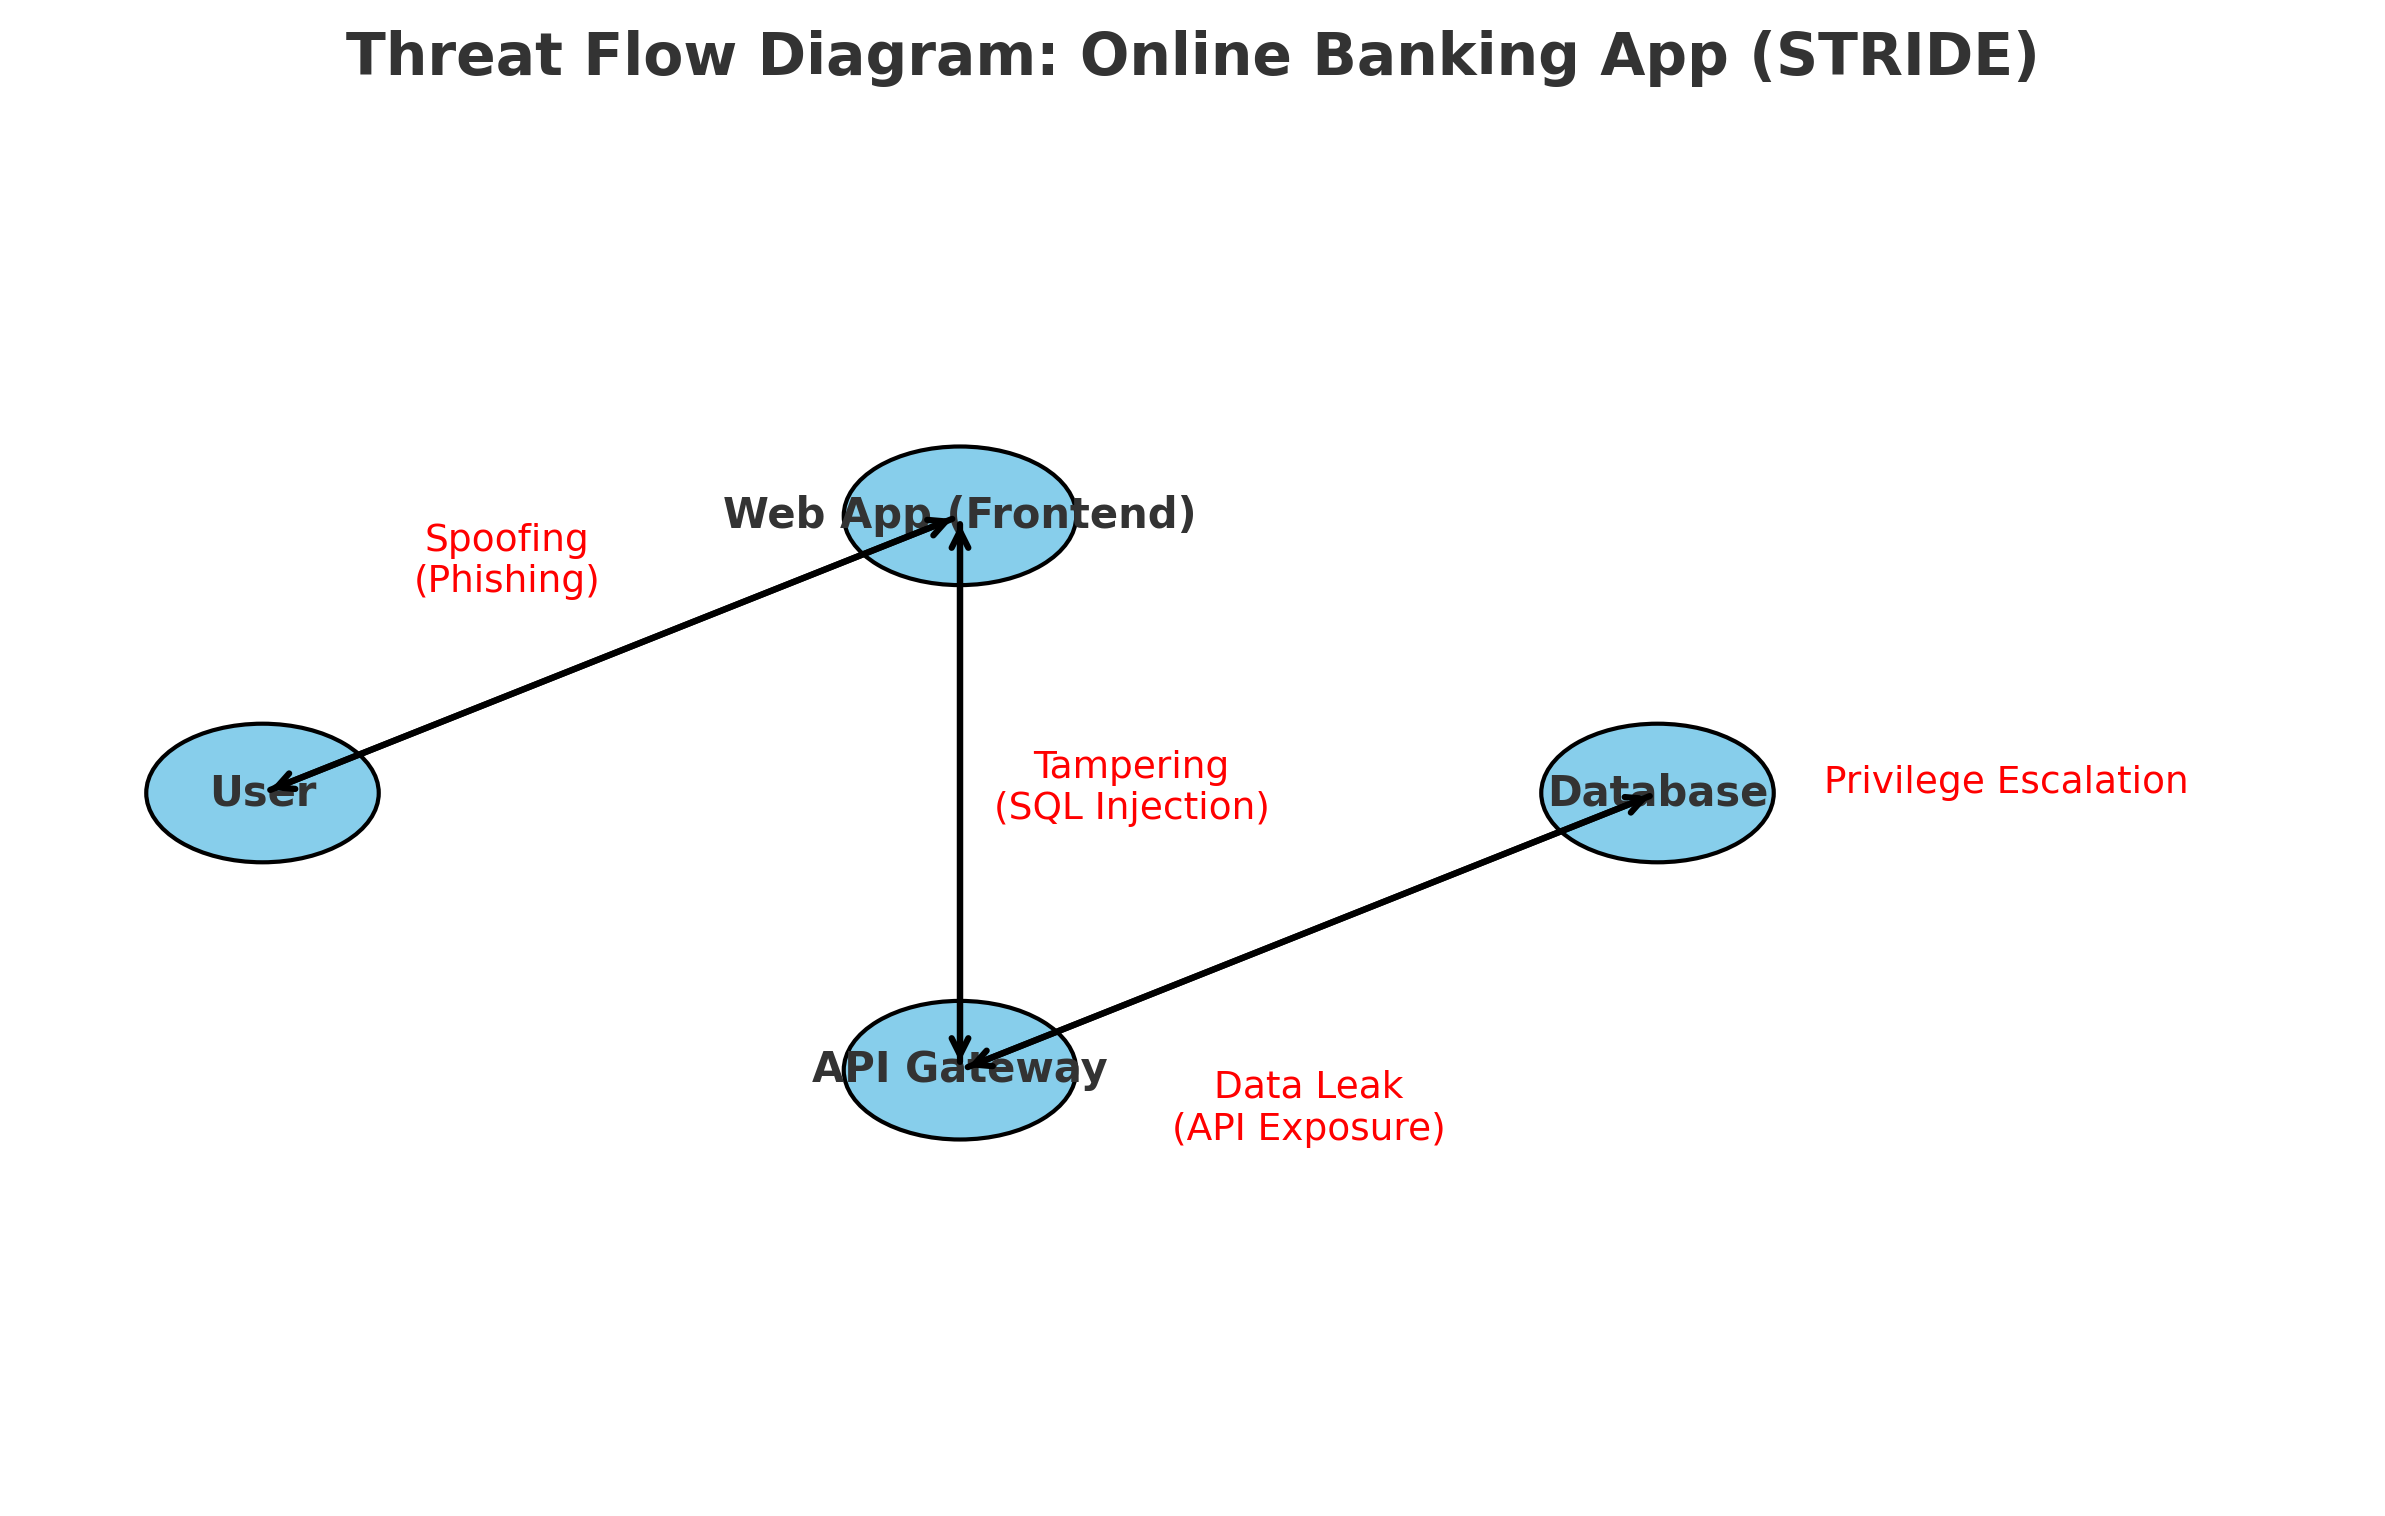 Threat Flow Diagram: Online Banking App (STRIDE)
Web App (Frontend)
Spoofing
(Phishing)
User
Tampering
(SQL Injection)
Database
Privilege Escalation
API Gateway
Data Leak
(API Exposure)